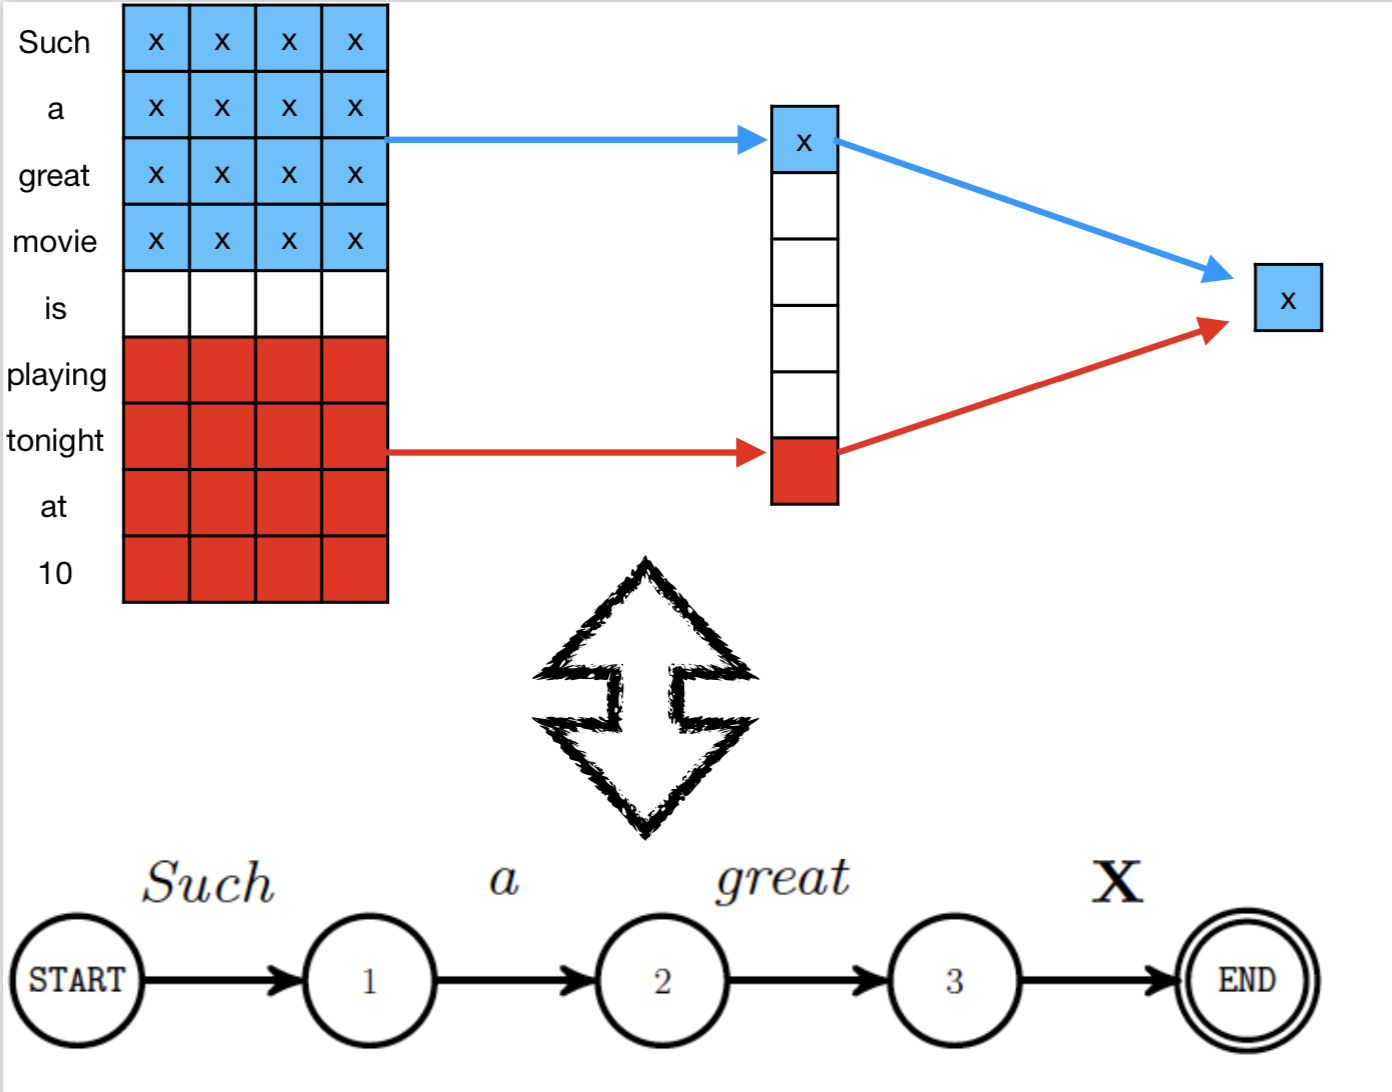 Such x x x x
a x x x x
x
great x x x x
movie x x x x
x
is
playing
tonight
at
10
Such a great X
START 1 2 3 END